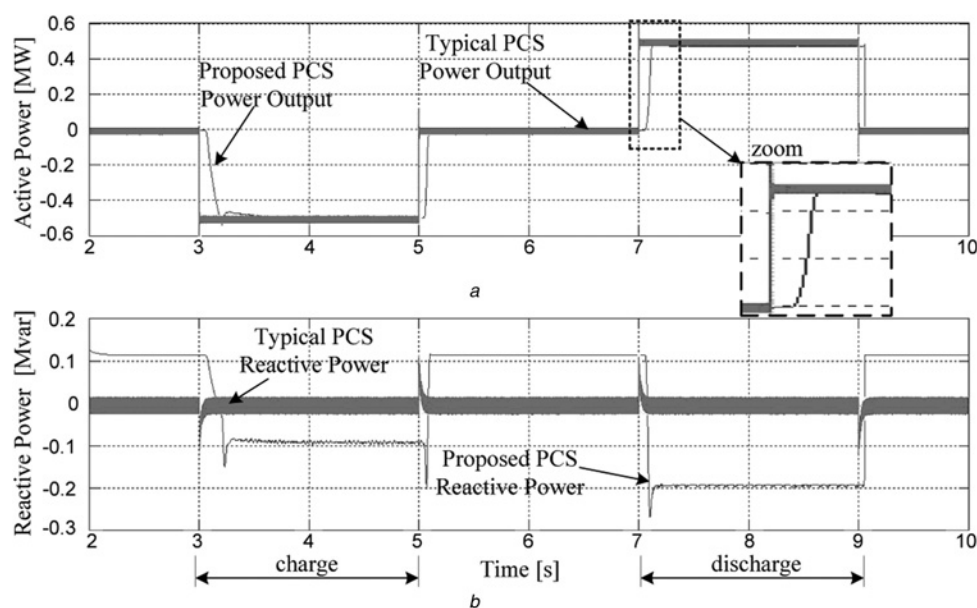 0.6
Active Power [MW]
0.4
0.2
0
-0.2
-0.4
-0.6
Proposed PCS
Power Output
Typical PCS
Power Output
zoom
2 3 4 5 6 7 8 9 10
a
Reactive Power [Mvar]
0.2
0.1
0
-0.1
-0.2
-0.3
Typical PCS
Reactive Power
Proposed PCS
Reactive Power
2 3 4 5 6 7 8 9 10
charge
Time [s]
discharge
b